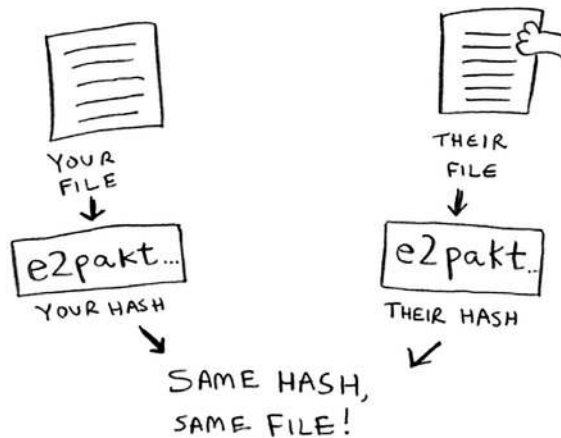 YOUR
FILE
e2pakt...
YOUR HASH
THEIR
FILE
e2pakt..
THEIR HASH
SAME HASH,
SAME FILE!